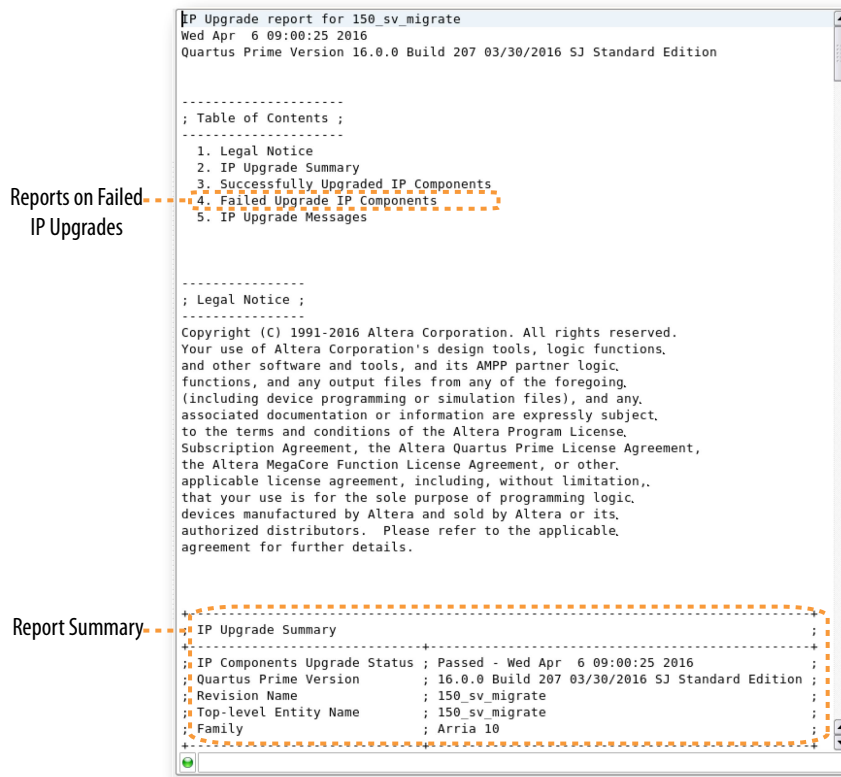 IP Upgrade report for 150_sv_migrate
Wed Apr  6 09:00:25 2016
Quartus Prime Version 16.0.0 Build 207 03/30/2016 SJ Standard Edition
---------------------
; Table of Contents ;
---------------------
1. Legal Notice
2. IP Upgrade Summary
3. Successfully Upgraded IP Components
Reports on Failed
IP Upgrades
4. Failed Upgrade IP Components
5. IP Upgrade Messages
----------------
; Legal Notice ;
----------------
Copyright (C) 1991-2016 Altera Corporation. All rights reserved.
Your use of Altera Corporation's design tools, logic functions.
and other software and tools, and its AMPP partner logic.
functions, and any output files from any of the foregoing.
(including device programming or simulation files), and any.
associated documentation or information are expressly subject.
to the terms and conditions of the Altera Program License.
Subscription Agreement, the Altera Quartus Prime License Agreement,
the Altera MegaCore Function License Agreement, or other.
applicable license agreement, including, without limitation,.
that your use is for the sole purpose of programming logic.
devices manufactured by Altera and sold by Altera or its.
authorized distributors.  Please refer to the applicable.
agreement for further details.
Report Summary
; IP Upgrade Summary ;
; IP Components Upgrade Status ; Passed - Wed Apr  6 09:00:25 2016 ;
; Quartus Prime Version ; 16.0.0 Build 207 03/30/2016 SJ Standard Edition ;
; Revision Name ; 150_sv_migrate ;
; Top-level Entity Name ; 150_sv_migrate ;
; Family ; Arria 10 ;